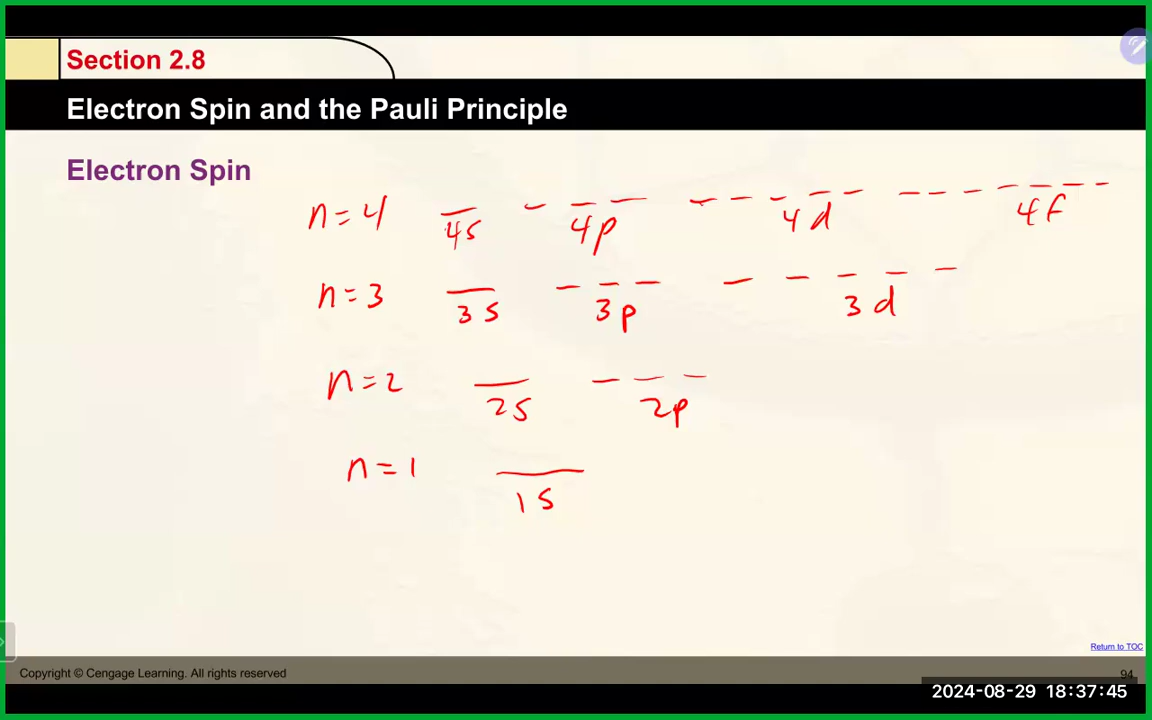 Section 2.8
Electron Spin and the Pauli Principle
Electron Spin
n=4 4s 4p 4d 4f
n=3 3s 3p 3d
n=2 2s 2p
n=1 1s
Return to TOC
Copyright © Cengage Learning. All rights reserved 94
2024-08-29 18:37:45